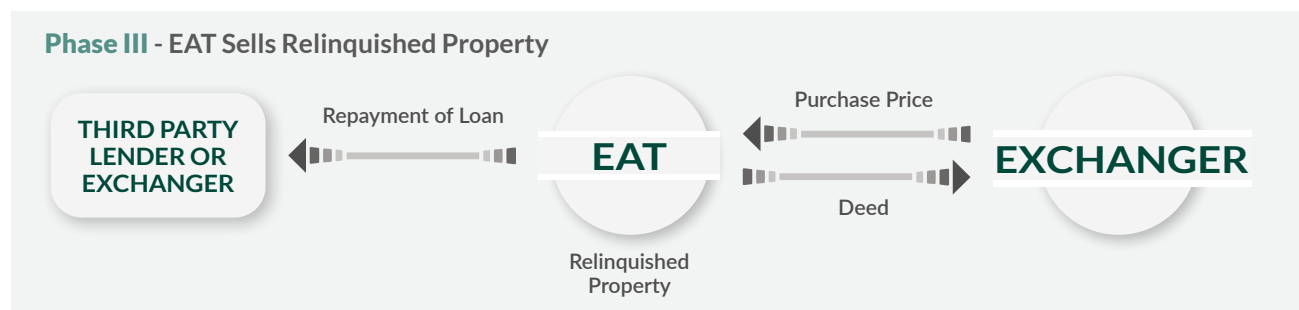 Phase III - EAT Sells Relinquished Property
THIRD PARTY
LENDER OR
EXCHANGER
Repayment of Loan
EAT
Relinquished
Property
Purchase Price
Deed
EXCHANGER